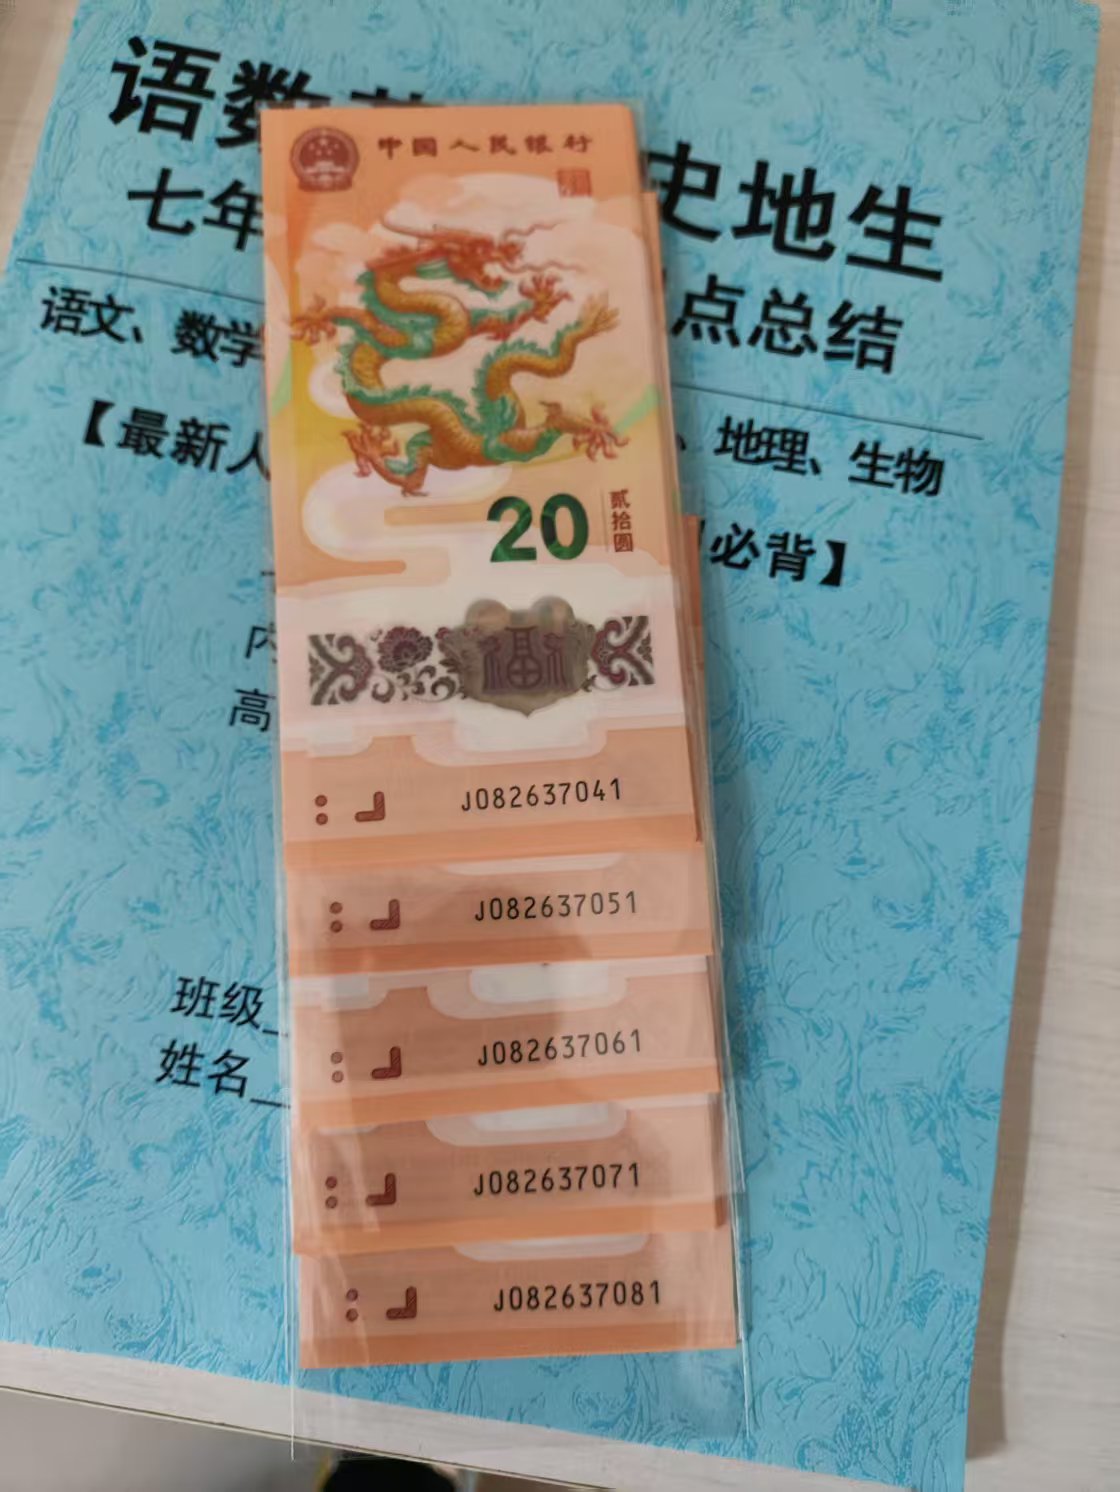 语数
史地生
七年
点总结
语文、数学
、地理、生物
【最新人
必背】
高
班级
姓名
中国人民银行
20
贰拾圆
福
J082637041
J082637051
J082637061
J082637071
J082637081